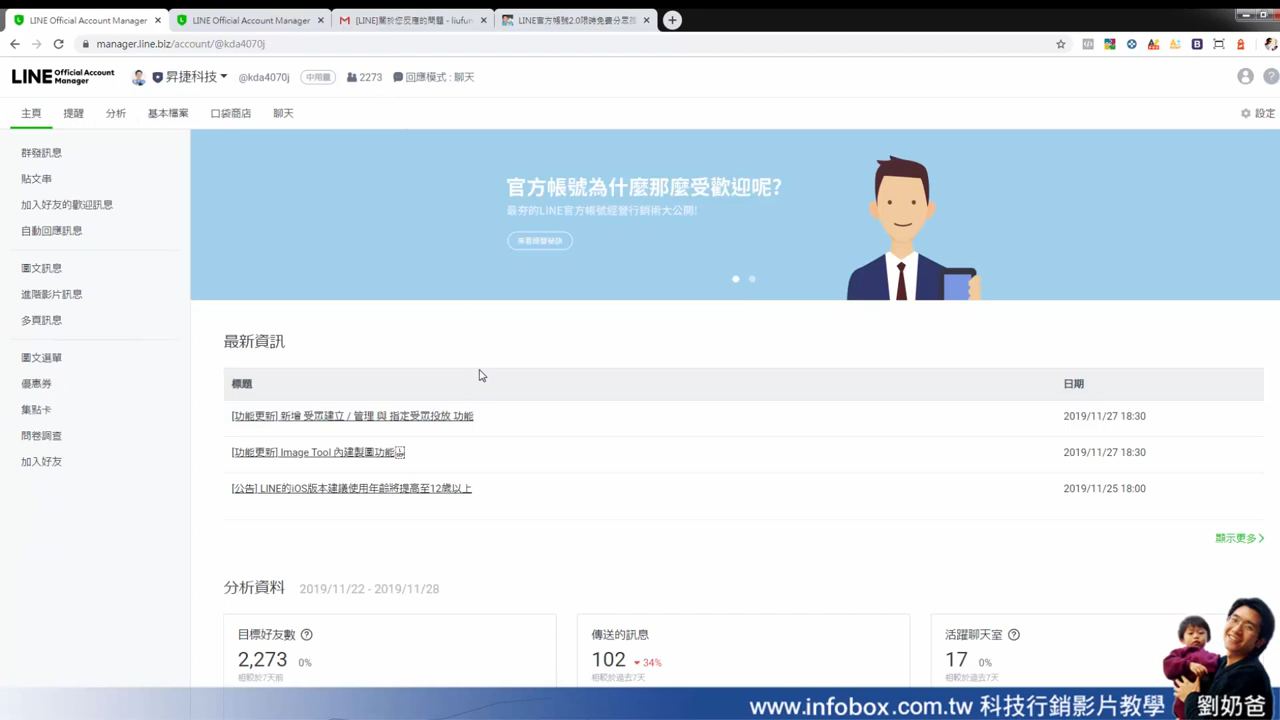 LINE Official Account Manager
LINE Official Account Manager
[LINE]關於您反應的問題 - liufur
LINE官方帳號2.0限時免費分眾
manager.line.biz/account/@kda4070j
LINE Official Account Manager
昇捷科技
@kda4070j
中用量
2273
回應模式 : 聊天
主頁
提醒
分析
基本檔案
口袋商店
聊天
設定
群發訊息
貼文串
加入好友的歡迎訊息
自動回應訊息
圖文訊息
進階影片訊息
多頁訊息
圖文選單
優惠券
集點卡
問卷調查
加入好友
官方帳號為什麼那麼受歡迎呢?
最夯的LINE官方帳號經營行銷術大公開!
最新資訊
標題
日期
[功能更新] 新增 受眾建立 / 管理 與 指定受眾投放 功能
2019/11/27 18:30
[功能更新] Image Tool 內建製圖功能
2019/11/27 18:30
[公告] LINE的iOS版本建議使用年齡將提高至12歲以上
2019/11/25 18:00
顯示更多
分析資料
2019/11/22 - 2019/11/28
目標好友數
2,273
0%
相較於7天前
傳送的訊息
102
34%
相較於過去7天
活躍聊天室
17
0%
相較於過去7天
www.infobox.com.tw 科技行銷影片教學
劉奶爸